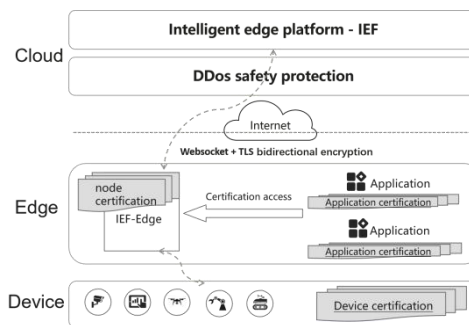 Cloud
Intelligent edge platform - IEF
DDos safety protection
Internet
Websocket + TLS bidirectional encryption
Edge
node
certification
IEF-Edge
Certification access
Application
Application certification
Application
Application certification
Device
Device certification